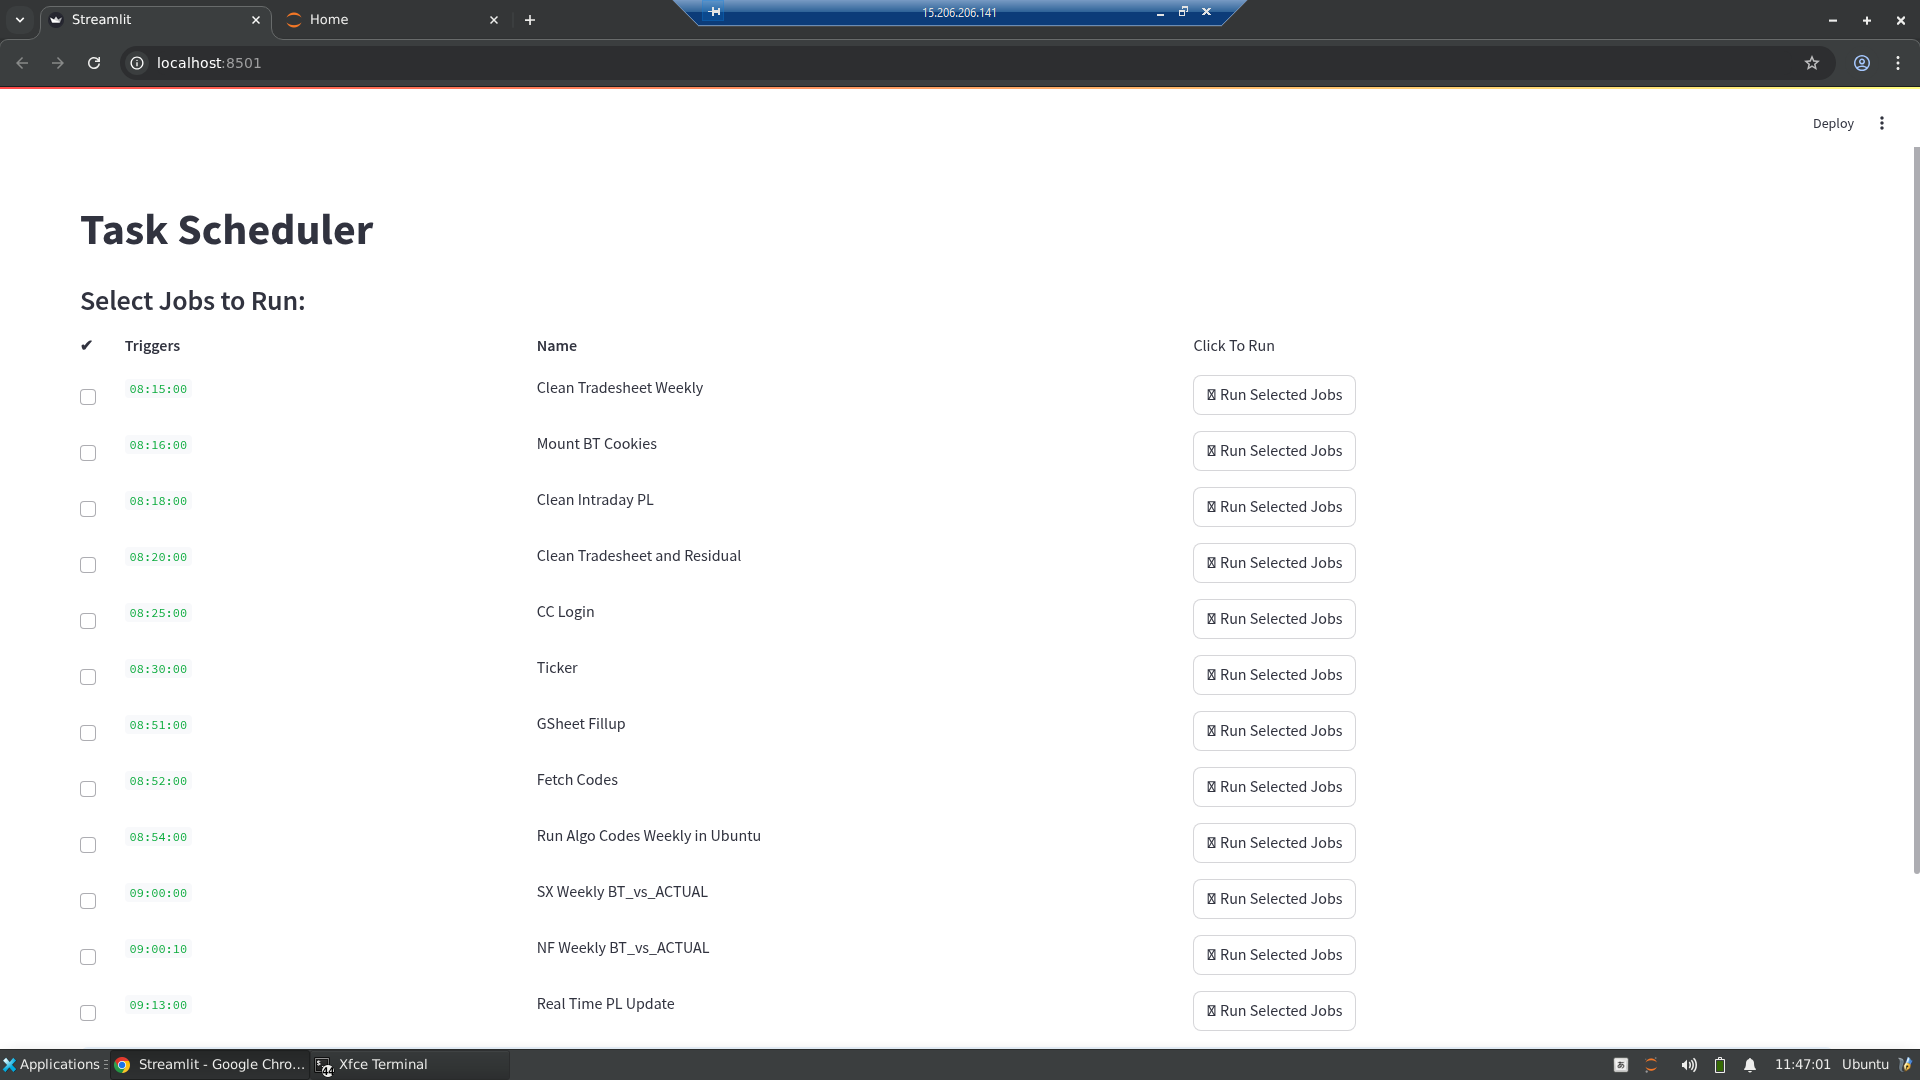 Streamlit
Home
15.206.206.141
localhost:8501
Deploy
Task Scheduler
Select Jobs to Run:
✔ Triggers Name Click To Run
08:15:00 Clean Tradesheet Weekly Run Selected Jobs
08:16:00 Mount BT Cookies Run Selected Jobs
08:18:00 Clean Intraday PL Run Selected Jobs
08:20:00 Clean Tradesheet and Residual Run Selected Jobs
08:25:00 CC Login Run Selected Jobs
08:30:00 Ticker Run Selected Jobs
08:51:00 GSheet Fillup Run Selected Jobs
08:52:00 Fetch Codes Run Selected Jobs
08:54:00 Run Algo Codes Weekly in Ubuntu Run Selected Jobs
09:00:00 SX Weekly BT_vs_ACTUAL Run Selected Jobs
09:00:10 NF Weekly BT_vs_ACTUAL Run Selected Jobs
09:13:00 Real Time PL Update Run Selected Jobs
Applications Streamlit - Google Chro... Xfce Terminal 11:47:01 Ubuntu